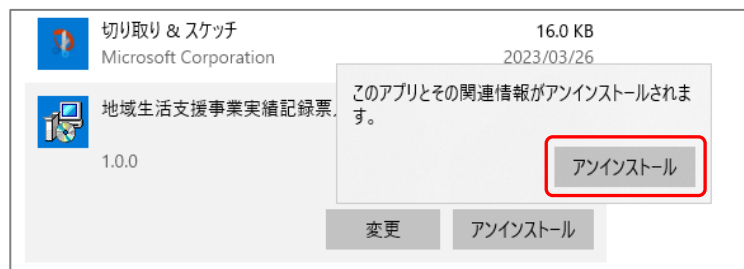 切り取り & スケッチ
16.0 KB
Microsoft Corporation
2023/03/26
地域生活支援事業実績記録票
1.0.0
このアプリとその関連情報がアンインストールされま
す。
アンインストール
変更
アンインストール